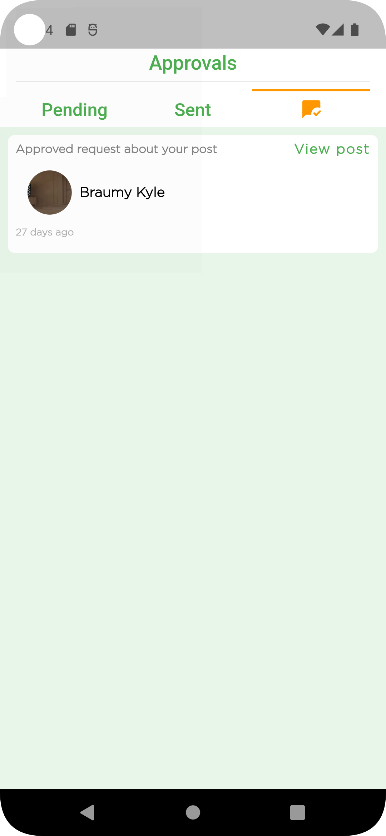 4
Approvals
Pending Sent
Approved request about your post View post
Braumy Kyle
27 days ago